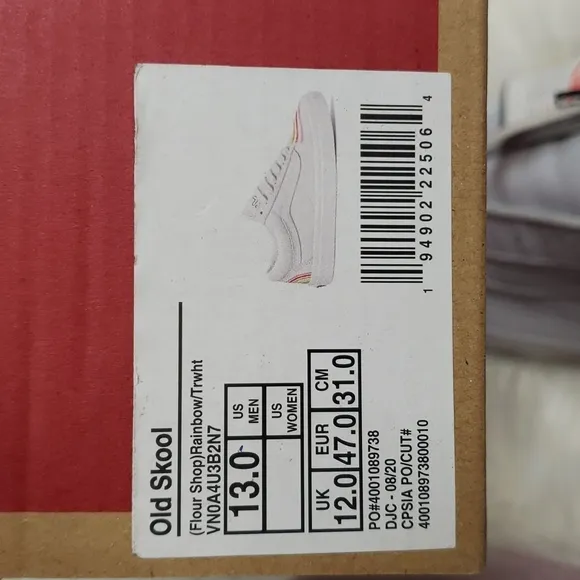 Old Skool
(Flour Shop)Rainbow/Trwht
VN0A4U3B2N7
US MEN
US WOMEN
13.0
UK EUR CM
12.0 47.0 31.0
PO#4001089738
DJC - 08/20
CPSIA PO/CUT#
400108973800010
1 94902 22506 4